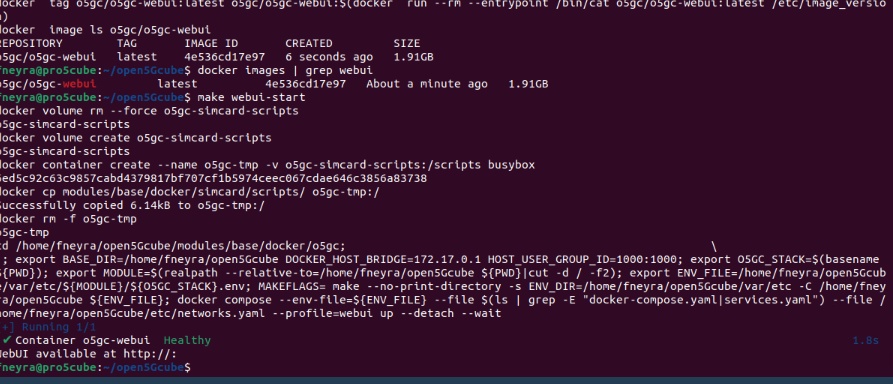 docker  tag o5gc/o5gc-webui:latest o5gc/o5gc-webui:$(docker  run --rm --entrypoint /bin/cat o5gc/o5gc-webui:latest /etc/image_versio
n)
docker  image ls o5gc/o5gc-webui
REPOSITORY        TAG       IMAGE ID       CREATED         SIZE
o5gc/o5gc-webui   latest    4e536cd17e97   6 seconds ago   1.91GB
fneyra@pro5cube:~/open5Gcube$ docker images | grep webui
o5gc/o5gc-webui         latest          4e536cd17e97   About a minute ago   1.91GB
fneyra@pro5cube:~/open5Gcube$ make webui-start
docker volume rm --force o5gc-simcard-scripts
o5gc-simcard-scripts
docker volume create o5gc-simcard-scripts
o5gc-simcard-scripts
docker container create --name o5gc-tmp -v o5gc-simcard-scripts:/scripts busybox
6ed5c92c63c9857cabd4379817bf707cf1b5974ceec067cdae646c3856a83738
docker cp modules/base/docker/simcard/scripts/ o5gc-tmp:/
Successfully copied 6.14kB to o5gc-tmp:/
docker rm -f o5gc-tmp
o5gc-tmp
cd /home/fneyra/open5Gcube/modules/base/docker/o5gc; \
; export BASE_DIR=/home/fneyra/open5Gcube DOCKER_HOST_BRIDGE=172.17.0.1 HOST_USER_GROUP_ID=1000:1000; export O5GC_STACK=$(basename
${PWD}); export MODULE=$(realpath --relative-to=/home/fneyra/open5Gcube ${PWD}|cut -d / -f2); export ENV_FILE=/home/fneyra/open5Gcub
e/var/etc/${MODULE}/${O5GC_STACK}.env; MAKEFLAGS= make --no-print-directory -s ENV_DIR=/home/fneyra/open5Gcube/var/etc -C /home/fney
ra/open5Gcube ${ENV_FILE}; docker compose --env-file=${ENV_FILE} --file $(ls | grep -E "docker-compose.yaml|services.yaml") --file /
home/fneyra/open5Gcube/etc/networks.yaml --profile=webui up --detach --wait
[+] Running 1/1
✔ Container o5gc-webui  Healthy 1.8s
WebUI available at http://:
fneyra@pro5cube:~/open5Gcube$